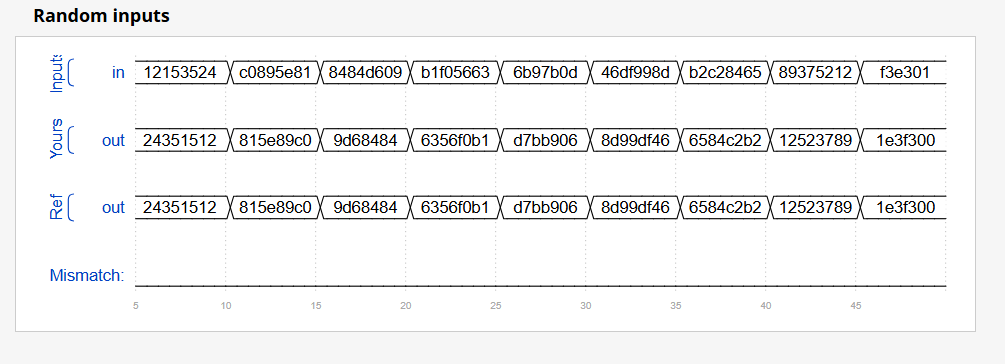 Random inputs
Inputs in 12153524 c0895e81 8484d609 b1f05663 6b97b0d 46df998d b2c28465 89375212 f3e301
Yours out 24351512 815e89c0 9d68484 6356f0b1 d7bb906 8d99df46 6584c2b2 12523789 1e3f300
Ref out 24351512 815e89c0 9d68484 6356f0b1 d7bb906 8d99df46 6584c2b2 12523789 1e3f300
Mismatch:
5 10 15 20 25 30 35 40 45